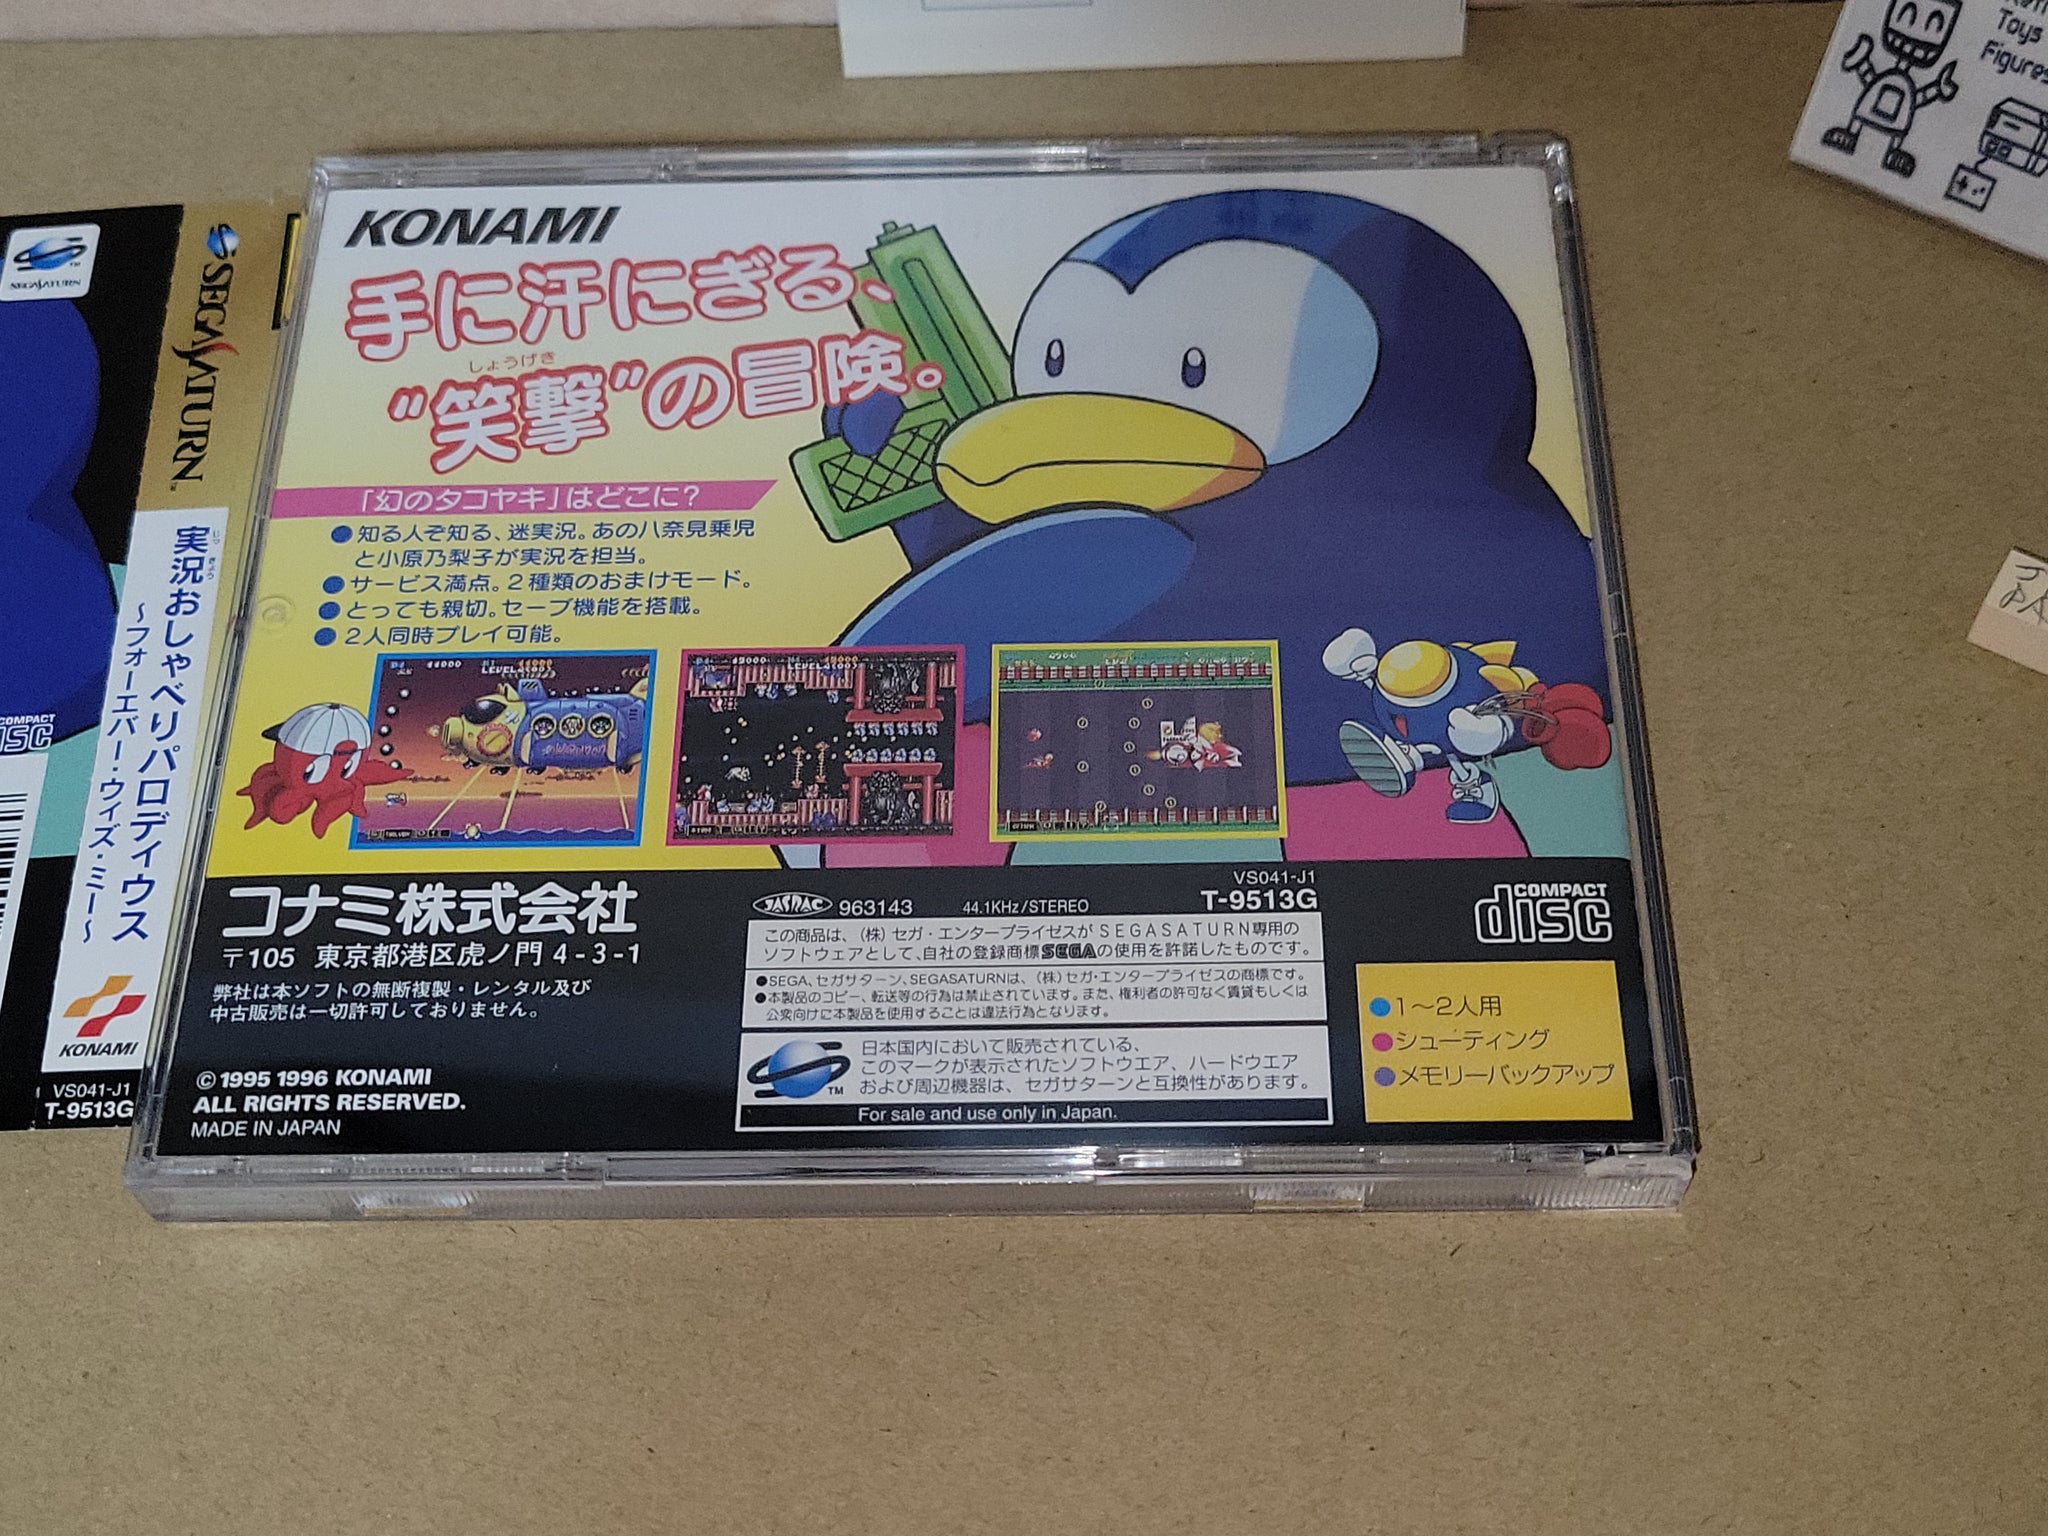 KONAMI
手に汗にぎる、
しょうげき
“笑撃”の冒険。
「幻のタコヤキ」はどこに?
●知る人ぞ知る、迷実況。あの八奈見乗児
と小原乃梨子が実況を担当。
●サービス満点。2種類のおまけモード。
●とっても親切。セーブ機能を搭載。
●2人同時プレイ可能。
コナミ株式会社
〒105 東京都港区虎ノ門4-3-1
弊社は本ソフトの無断複製・レンタル及び
中古販売は一切許可しておりません。
© 1995 1996 KONAMI
ALL RIGHTS RESERVED.
MADE IN JAPAN
JASRAC 963143 44.1KHz/STEREO
VS041-J1
T-9513G
この商品は、(株)セガ・エンタープライゼスがSEGASATURN専用の
ソフトウェアとして、自社の登録商標SEGAの使用を許諾したものです。
●SEGA、セガサターン、SEGASATURNは、(株)セガ・エンタープライゼスの商標です。
●本製品のコピー、転送等の行為は禁止されています。また、権利者の許可なく賃貸もしくは
公衆向けに本製品を使用することは違法行為となります。
日本国内において販売されている、
このマークが表示されたソフトウエア、ハードウエア
および周辺機器は、セガサターンと互換性があります。
TM
For sale and use only in Japan.
COMPACT
disc
●1〜2人用
●シューティング
●メモリーバックアップ
SEGA SATURN
SEGA SATURN
じっきょう
実況おしゃべりパロディウス
〜フォーエバー・ウィズ・ミー〜
KONAMI
VS041-J1
T-9513G
COMPACT
Toys
Figures